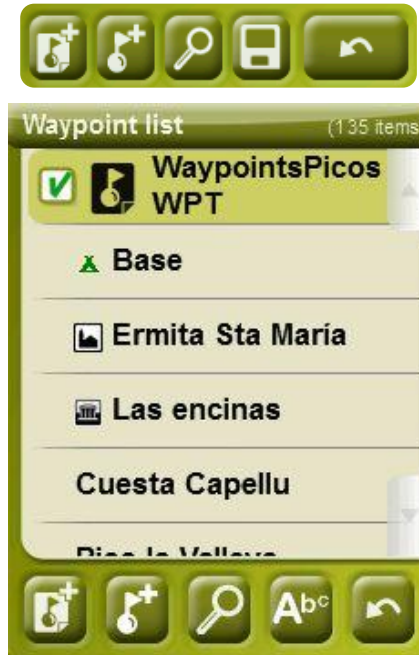 Waypoint list
(135 items
WaypointsPicos
WPT
Base
Ermita Sta María
Las encinas
Cuesta Capellu
Abc